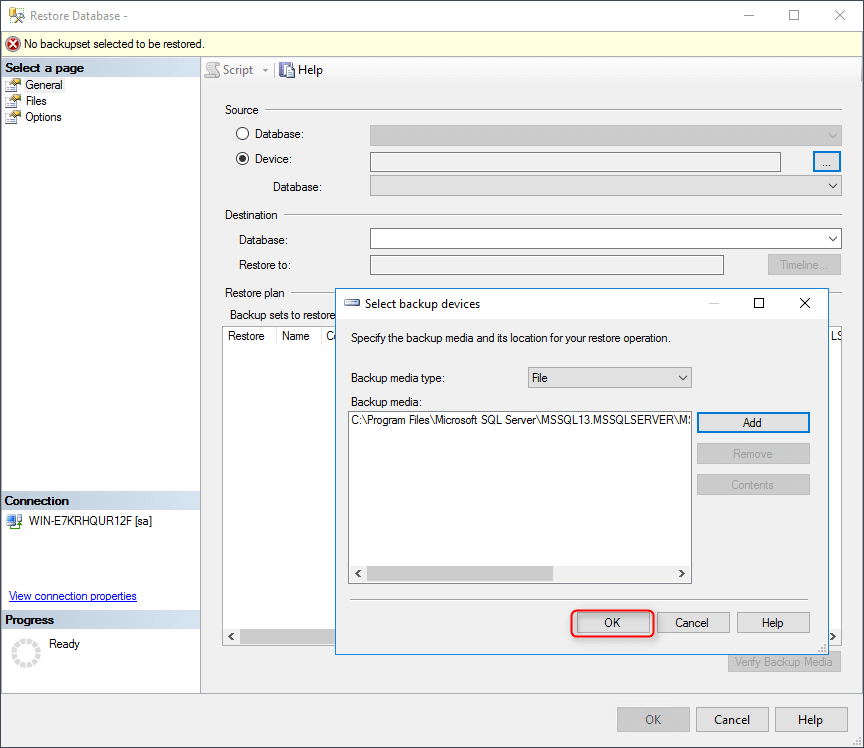 Restore Database -
No backupset selected to be restored.
Select a page
General
Files
Options
Script
Help
Source
Database:
Device:
...
Database:
Destination
Database:
Restore to:
Timeline...
Restore plan
Backup sets to restore
Restore Name
LS
Select backup devices
Specify the backup media and its location for your restore operation.
Backup media type: File
Backup media:
C:\Program Files\Microsoft SQL Server\MSSQL13.MSSQLSERVER\MS
Add
Remove
Contents
OK Cancel Help
Connection
WIN-E7KRHQUR12F [sa]
View connection properties
Progress
Ready
Verify Backup Media
OK Cancel Help